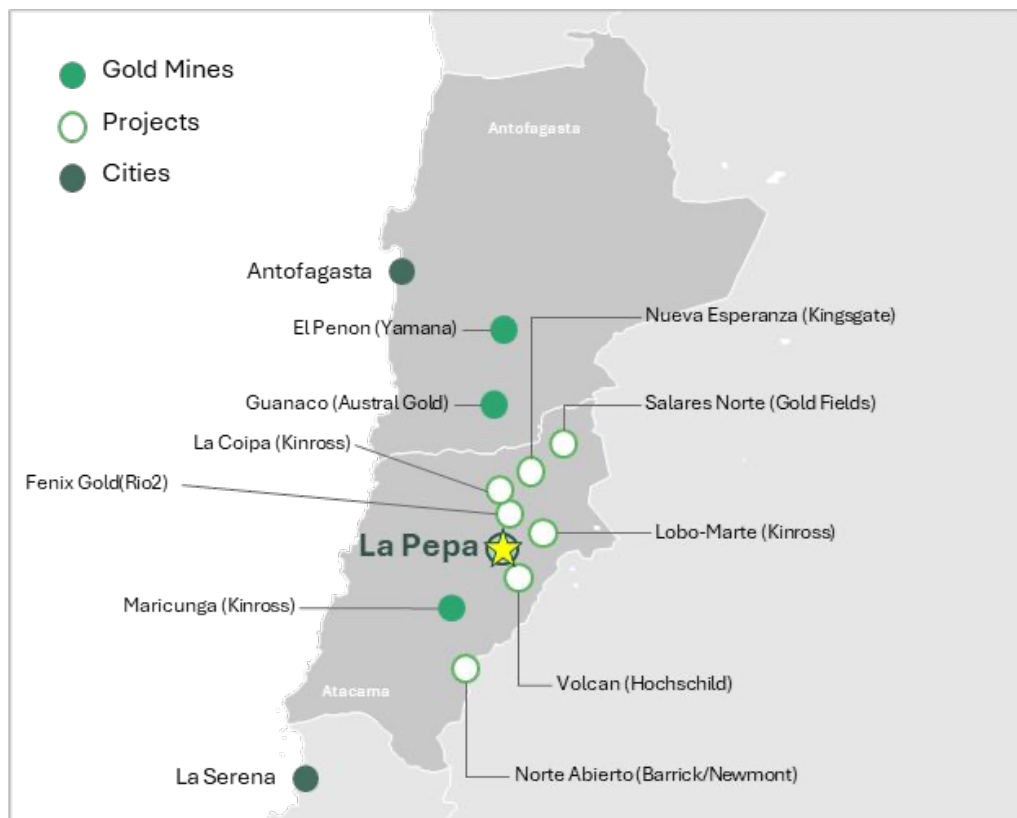 Gold Mines
Projects
Cities
Antofagasta
Antofagasta
El Penon (Yamana)
Nueva Esperanza (Kingsgate)
Guanaco (Austral Gold)
Salares Norte (Gold Fields)
La Coipa (Kinross)
Fenix Gold(Rio2)
Lobo-Marte (Kinross)
La Pepa
Maricunga (Kinross)
Volcan (Hochschild)
Atacama
Norte Abierto (Barrick/Newmont)
La Serena